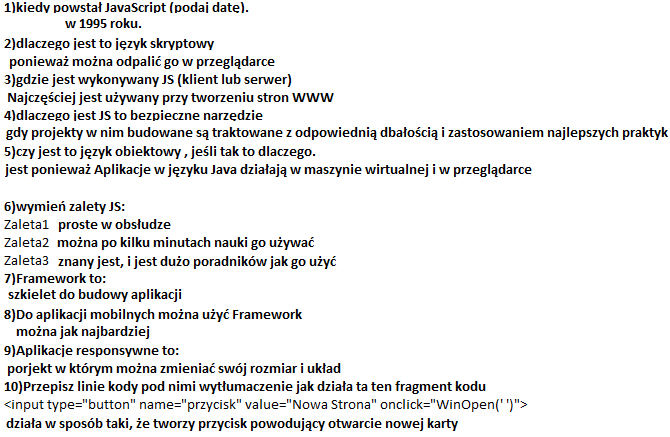 1)kiedy powstał JavaScript (podaj datę).
w 1995 roku.
2)dlaczego jest to język skryptowy
ponieważ można odpalić go w przeglądarce
3)gdzie jest wykonywany JS (klient lub serwer)
Najczęściej jest używany przy tworzeniu stron WWW
4)dlaczego jest JS to bezpieczne narzędzie
gdy projekty w nim budowane są traktowane z odpowiednią dbałością i zastosowaniem najlepszych praktyk
5)czy jest to język obiektowy , jeśli tak to dlaczego.
jest ponieważ Aplikacje w języku Java działają w maszynie wirtualnej i w przeglądarce
6)wymień zalety JS:
Zaleta1 proste w obsłudze
Zaleta2 można po kilku minutach nauki go używać
Zaleta3 znany jest, i jest dużo poradników jak go użyć
7)Framework to:
szkielet do budowy aplikacji
8)Do aplikacji mobilnych można użyć Framework
można jak najbardziej
9)Aplikacje responsywne to:
porjekt w którym można zmieniać swój rozmiar i układ
10)Przepisz linie kody pod nimi wytłumaczenie jak działa ta ten fragment kodu
<input type="button" name="przycisk" value="Nowa Strona" onclick="WinOpen(' ')">
działa w sposób taki, że tworzy przycisk powodujący otwarcie nowej karty